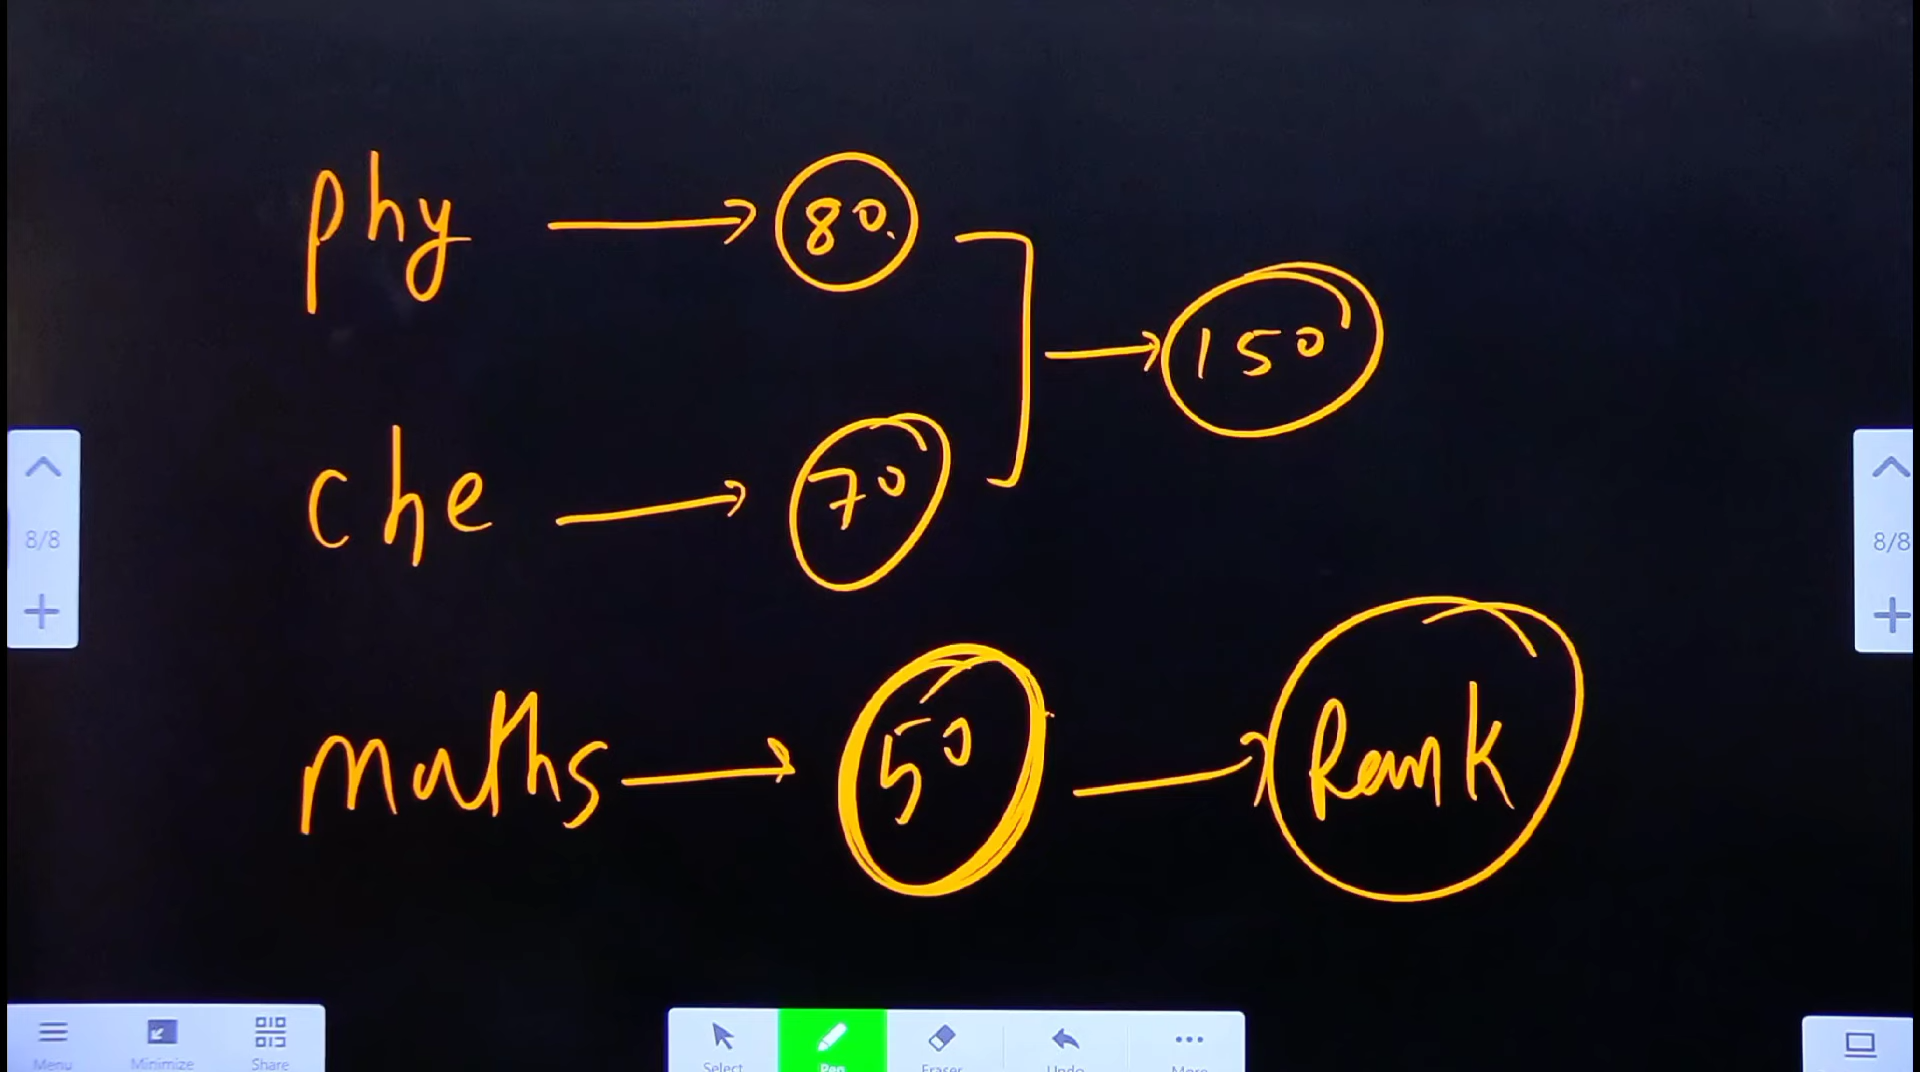 phy → 80
150
che → 70
maths → 50 → Rank
8/8
8/8
Menu Minimize Share Select Pen Eraser Undo More